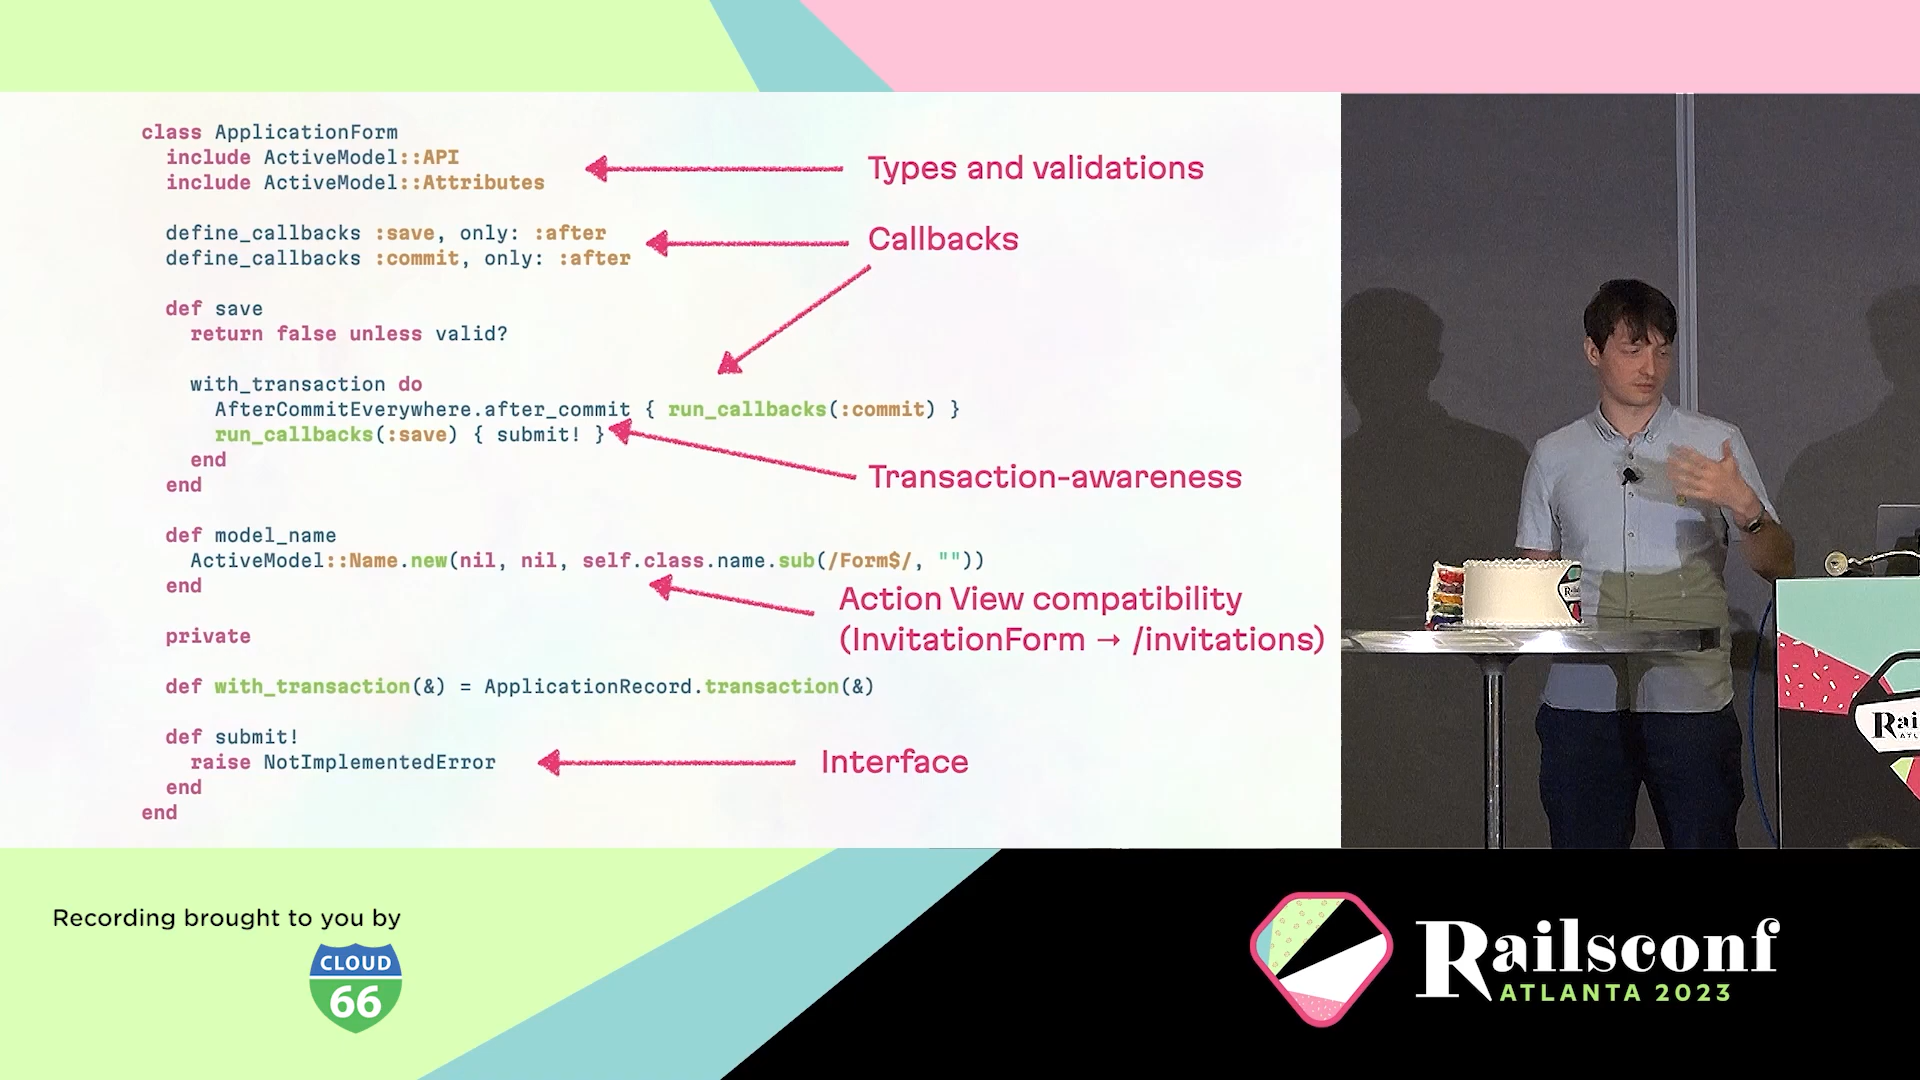 class ApplicationForm
include ActiveModel::API
include ActiveModel::Attributes
define_callbacks :save, only: :after
define_callbacks :commit, only: :after
def save
return false unless valid?
with_transaction do
AfterCommitEverywhere.after_commit { run_callbacks(:commit) }
run_callbacks(:save) { submit! }
end
end
def model_name
ActiveModel::Name.new(nil, nil, self.class.name.sub(/Form$/, ""))
end
private
def with_transaction(&) = ApplicationRecord.transaction(&)
def submit!
raise NotImplementedError
end
end
Types and validations
Callbacks
Transaction-awareness
Action View compatibility
(InvitationForm → /invitations)
Interface
Recording brought to you by
CLOUD
66
Railsconf
ATLANTA 2023